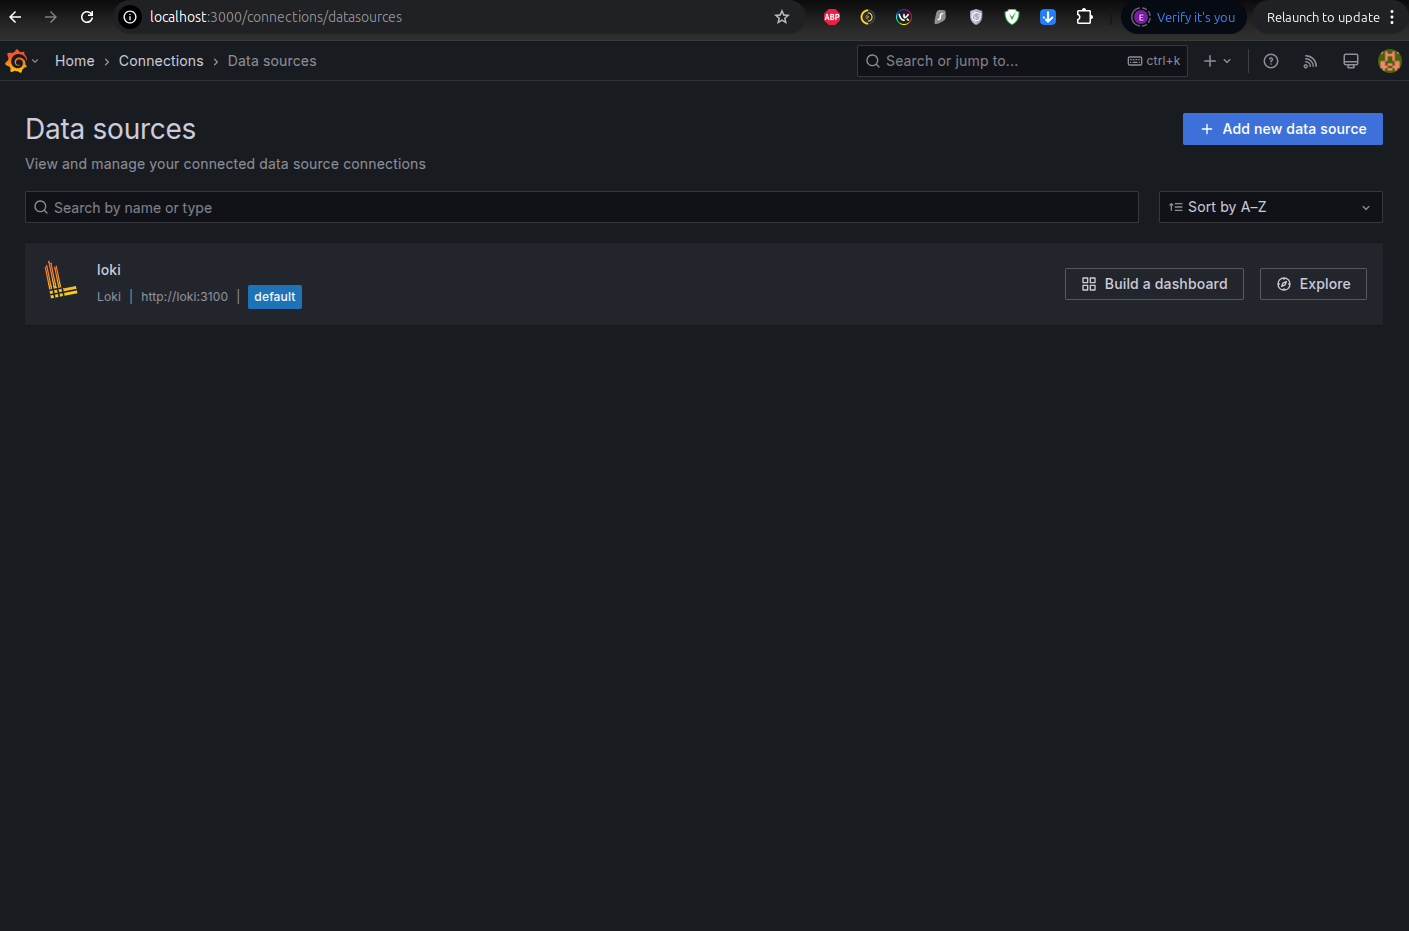 localhost:3000/connections/datasources
ABP
E Verify it's you
Relaunch to update
Home › Connections › Data sources
Search or jump to...
ctrl+k
Data sources
Add new data source
View and manage your connected data source connections
Search by name or type
Sort by A–Z
loki
Loki | http://loki:3100 | default
Build a dashboard
Explore